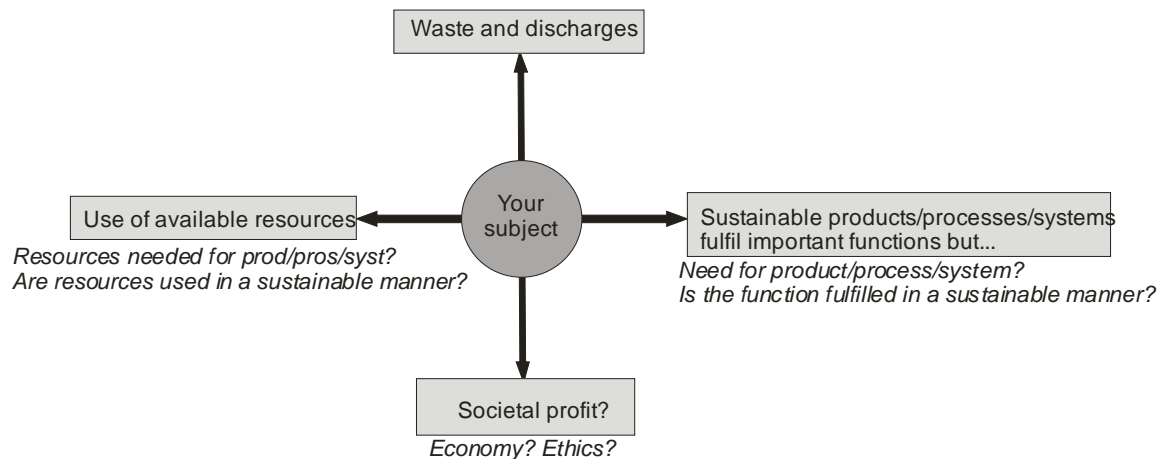 Waste and discharges
Your
subject
Use of available resources
Resources needed for prod/pros/syst?
Are resources used in a sustainable manner?
Sustainable products/processes/systems
fulfil important functions but...
Need for product/process/system?
Is the function fulfilled in a sustainable manner?
Societal profit?
Economy? Ethics?